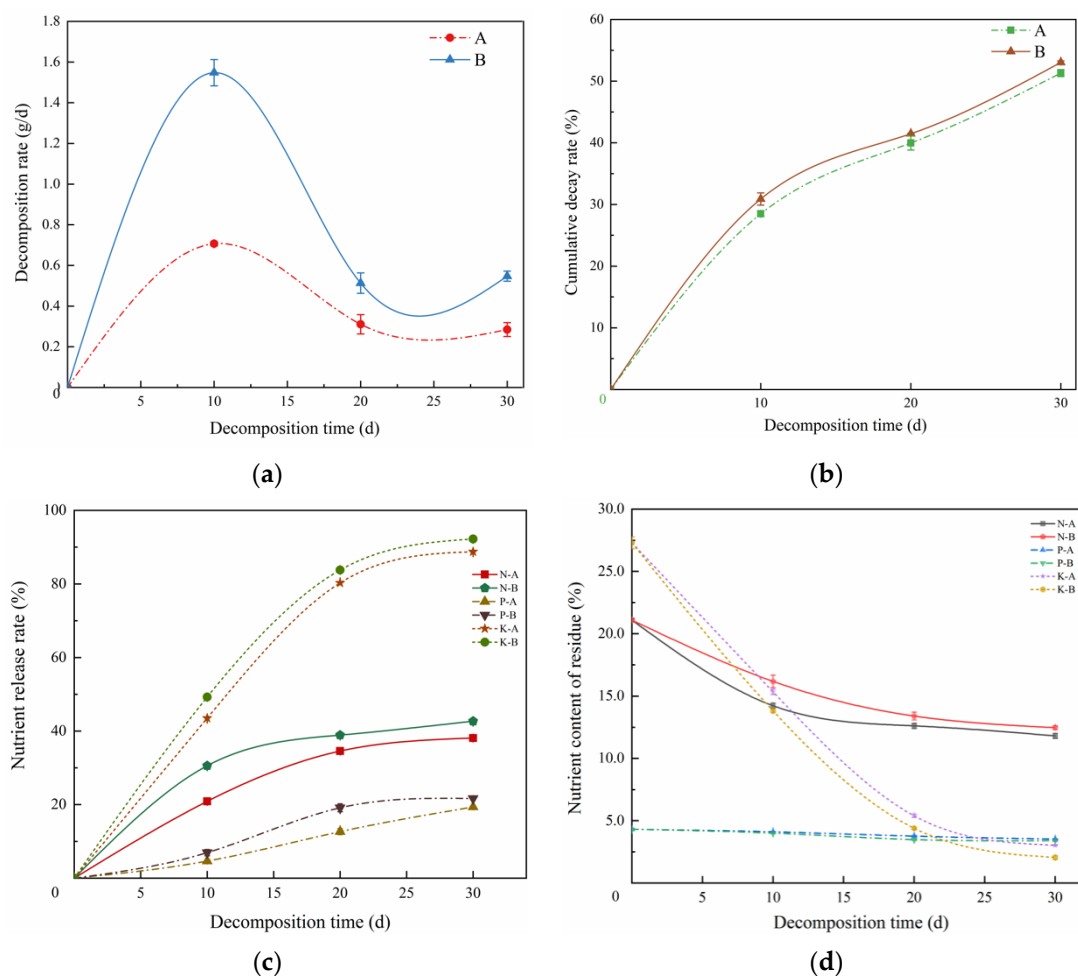 1.8
1.6
1.4
1.2
1.0
0.8
0.6
0.4
0.2
0
5
10
15
20
25
30
Decomposition rate (g/d)
Decomposition time (d)
A
B
(a)
60
50
40
30
20
10
0
10
20
30
Cumulative decay rate (%)
Decomposition time (d)
A
B
(b)
100
80
60
40
20
0
5
10
15
20
25
30
Nutrient release rate (%)
Decomposition time (d)
N-A
N-B
P-A
P-B
K-A
K-B
(c)
30.0
25.0
20.0
15.0
10.0
5.0
0
0
5
10
15
20
25
30
Nutrient content of residue (%)
Decomposition time (d)
N-A
N-B
P-A
P-B
K-A
K-B
(d)